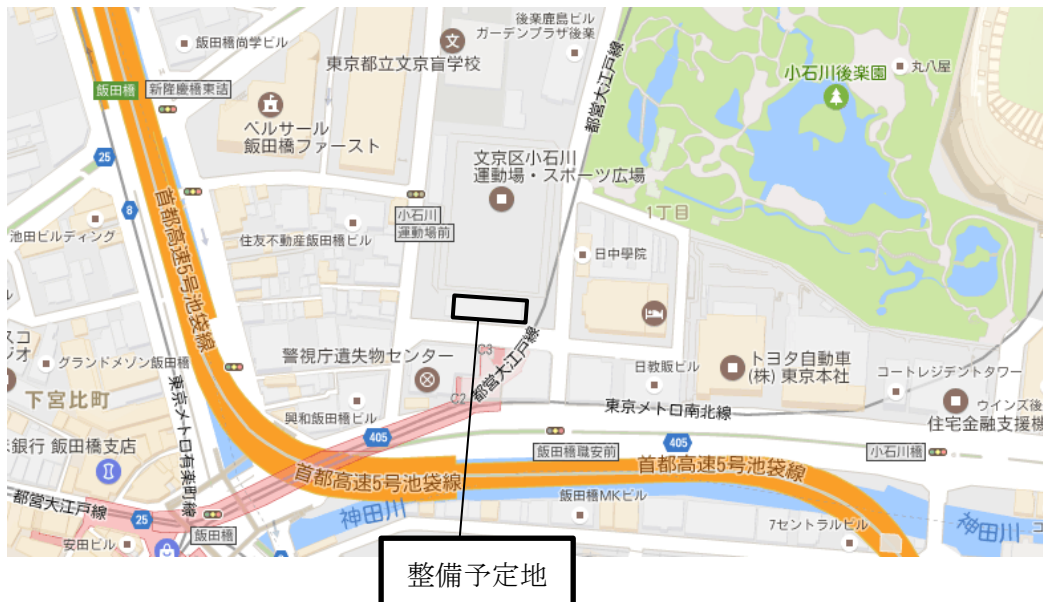 後楽鹿島ビル
ガーデンプラザ後楽
飯田橋尚学ビル
東京都立文京盲学校
都営大江戸線
小石川後楽園
丸八屋
飯田橋
新隆慶橋東詰
ベルサール
飯田橋ファースト
25
8
首都高速5号池袋線
文京区小石川
運動場・スポーツ広場
小石川
運動場前
1丁目
池田ビルディング
住友不動産飯田橋ビル
日中學院
スコ
ジオ
グランドメゾン飯田橋
警視庁遺失物センター
C3
都営大江戸線
C2
日教販ビル
トヨタ自動車
(株) 東京本社
コートレジデントタワー
下宮比町
東京メトロ有楽町線
興和飯田橋ビル
東京メトロ南北線
ウインズ後
住宅金融支援機
銀行 飯田橋支店
405
飯田橋職安前
405
小石川橋
首都高速5号池袋線
首都高速5号池袋線
都営大江戸線
25
飯田橋
神田川
飯田橋MKビル
7セントラルビル
神田川
安田ビル
整備予定地